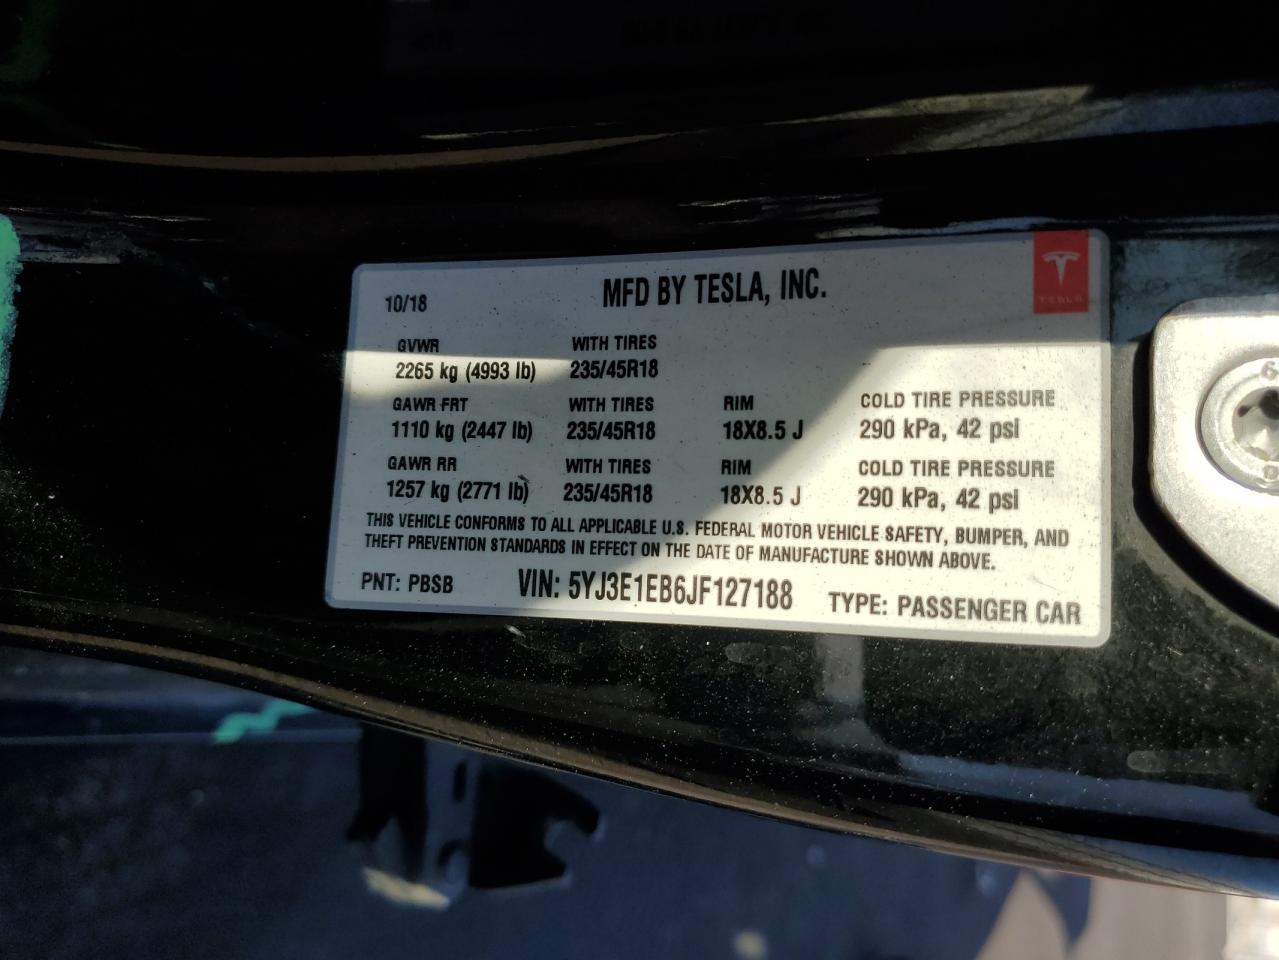 10/18 MFD BY TESLA, INC.
TESLA
GVWR WITH TIRES
2265 kg (4993 lb) 235/45R18
GAWR FRT WITH TIRES RIM COLD TIRE PRESSURE
1110 kg (2447 lb) 235/45R18 18X8.5 J 290 kPa, 42 psi
GAWR RR WITH TIRES RIM COLD TIRE PRESSURE
1257 kg (2771 lb) 235/45R18 18X8.5 J 290 kPa, 42 psi
THIS VEHICLE CONFORMS TO ALL APPLICABLE U.S. FEDERAL MOTOR VEHICLE SAFETY, BUMPER, AND
THEFT PREVENTION STANDARDS IN EFFECT ON THE DATE OF MANUFACTURE SHOWN ABOVE.
PNT: PBSB VIN: 5YJ3E1EB6JF127188 TYPE: PASSENGER CAR